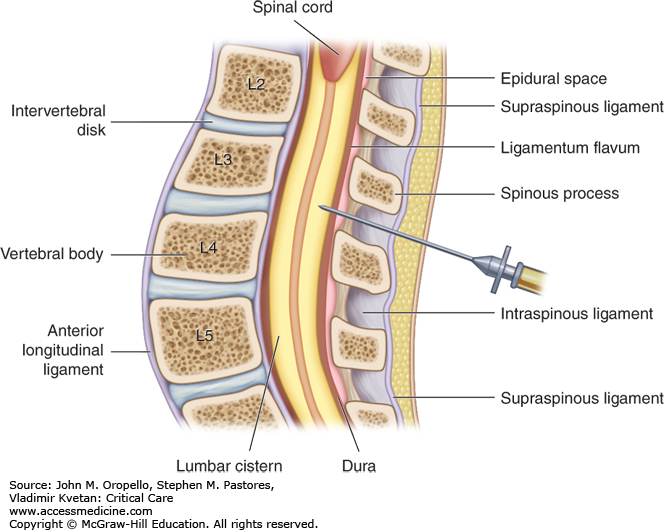 Spinal cord
L2
Epidural space
Supraspinous ligament
Intervertebral
disk
Ligamentum flavum
L3
Spinous process
L4
Vertebral body
Intraspinous ligament
L5
Anterior
longitudinal
ligament
Supraspinous ligament
Lumbar cistern
Dura
Source: John M. Oropello, Stephen M. Pastores,
Vladimir Kvetan: Critical Care
www.accessmedicine.com
Copyright © McGraw-Hill Education. All rights reserved.